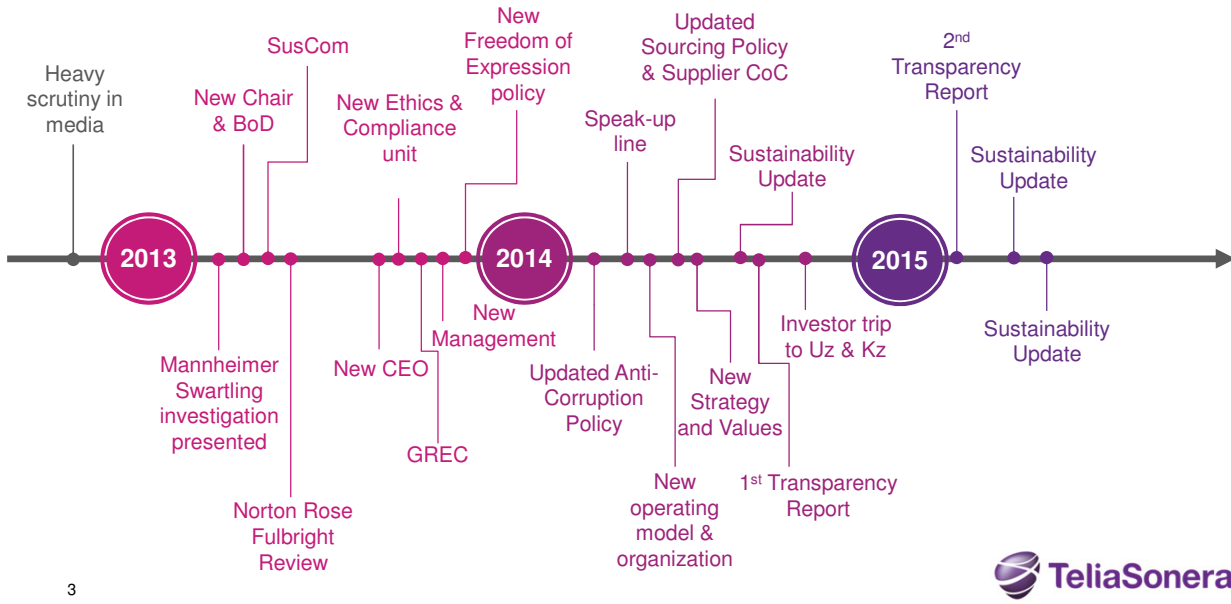 Heavy
scrutiny in
media
New Chair
& BoD
SusCom
New Ethics &
Compliance
unit
New
Freedom of
Expression
policy
Speak-up
line
Updated
Sourcing Policy
& Supplier CoC
Sustainability
Update
2nd
Transparency
Report
Sustainability
Update
2013
2014
2015
Mannheimer
Swartling
investigation
presented
Norton Rose
Fulbright
Review
New CEO
GREC
New
Management
Updated Anti-
Corruption
Policy
New
operating
model &
organization
New
Strategy
and Values
1st Transparency
Report
Investor trip
to Uz & Kz
Sustainability
Update
3
TeliaSonera